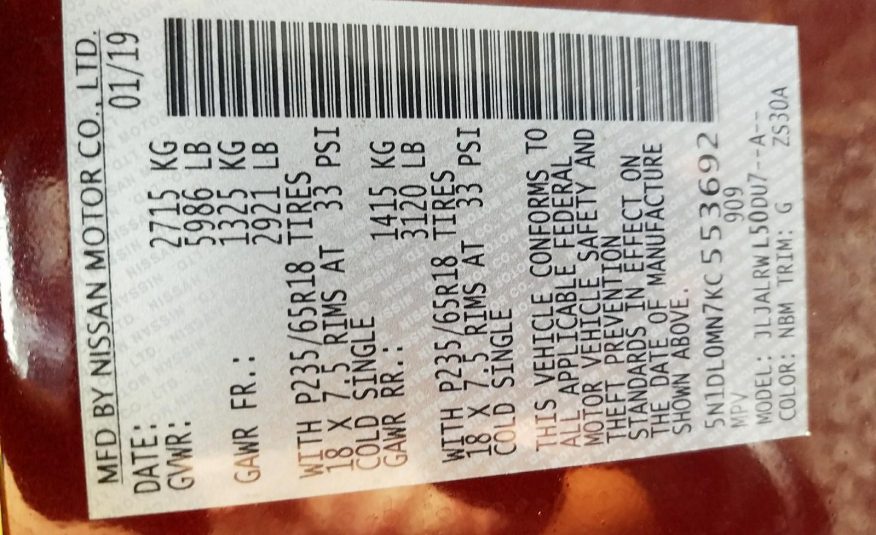 MFD BY NISSAN MOTOR CO., LTD.
DATE: 01/19
GVWR: 2715 KG
5986 LB
GAWR FR.: 1325 KG
2921 LB
WITH P235/65R18 TIRES
18 X 7.5 RIMS AT 33 PSI
COLD SINGLE
GAWR RR.: 1415 KG
3120 LB
WITH P235/65R18 TIRES
18 X 7.5 RIMS AT 33 PSI
COLD SINGLE
THIS VEHICLE CONFORMS TO
ALL APPLICABLE FEDERAL
MOTOR VEHICLE SAFETY AND
THEFT PREVENTION
STANDARDS IN EFFECT ON
THE DATE OF MANUFACTURE
SHOWN ABOVE.
5N1DL0MN7KC553692
MPV 909
MODEL: JLJALRWL50DU7--A--
COLOR: NBM TRIM: G ZS30A